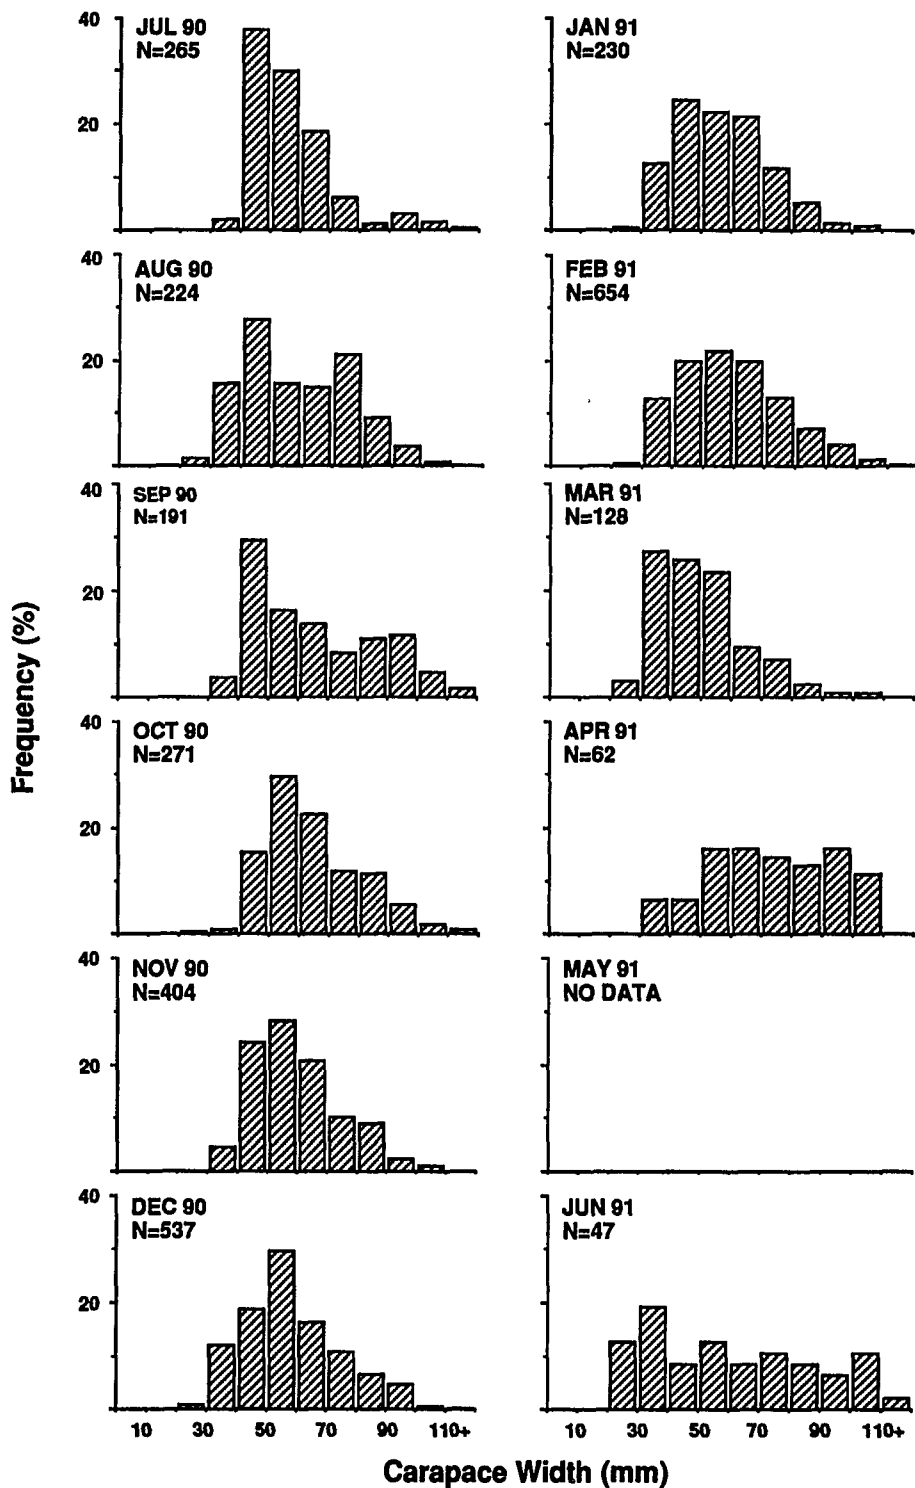 Frequency (%)
40
20
JUL 90
N=265
JAN 91
N=230
40
20
AUG 90
N=224
FEB 91
N=654
40
20
SEP 90
N=191
MAR 91
N=128
40
20
OCT 90
N=271
APR 91
N=62
40
20
NOV 90
N=404
MAY 91
NO DATA
40
20
DEC 90
N=537
JUN 91
N=47
10 30 50 70 90 110+
10 30 50 70 90 110+
Carapace Width (mm)